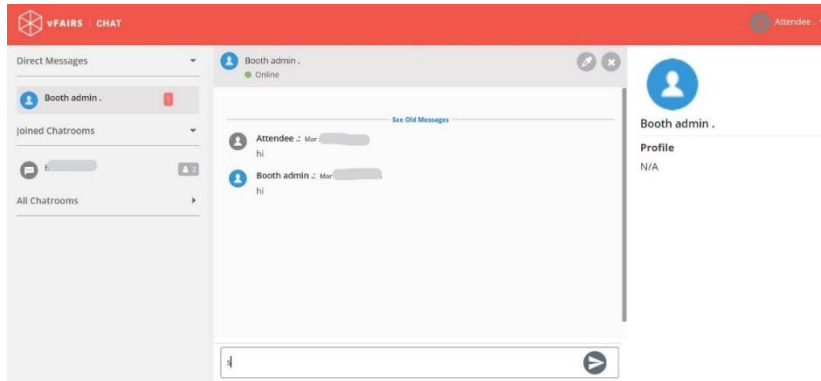 vFAIRS | CHAT
Attendee .
Direct Messages
Booth admin .
1
Joined Chatrooms
2
All Chatrooms
Booth admin .
Online
See Old Messages
Attendee .: Mar
hi
Booth admin .: Mar
hi
s
Booth admin .
Profile
N/A